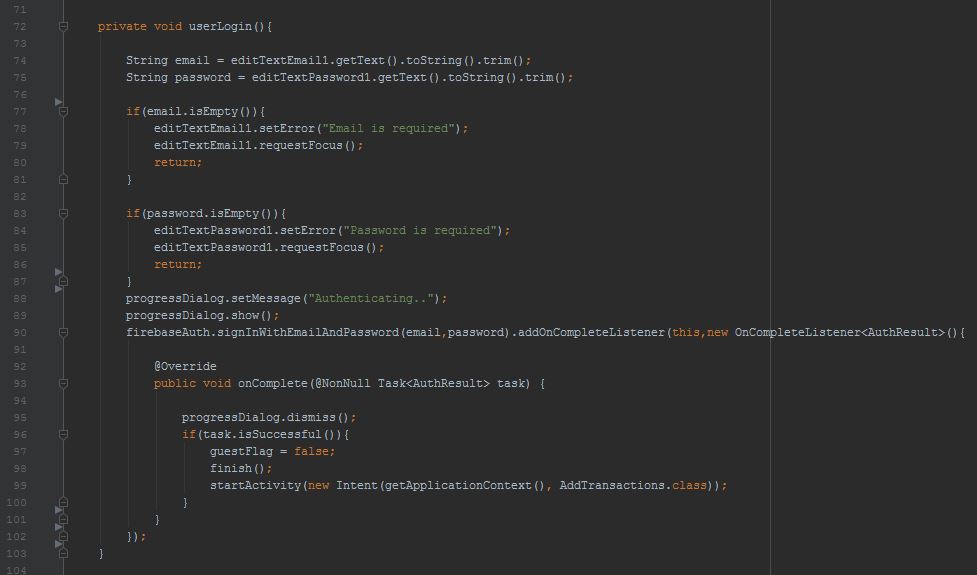 71
72 private void userLogin(){
73
74 String email = editTextEmail1.getText().toString().trim();
75 String password = editTextPassword1.getText().toString().trim();
76
77 if(email.isEmpty()){
78 editTextEmail1.setError("Email is required");
79 editTextEmail1.requestFocus();
80 return;
81 }
82
83 if(password.isEmpty()){
84 editTextPassword1.setError("Password is required");
85 editTextPassword1.requestFocus();
86 return;
87 }
88 progressDialog.setMessage("Authenticating..");
89 progressDialog.show();
90 firebaseAuth.signInWithEmailAndPassword(email,password).addOnCompleteListener(this,new OnCompleteListener<AuthResult>(){
91
92 @Override
93 public void onComplete(@NonNull Task<AuthResult> task) {
94
95 progressDialog.dismiss();
96 if(task.isSuccessful()){
97 guestFlag = false;
98 finish();
99 startActivity(new Intent(getApplicationContext(), AddTransactions.class));
100 }
101 }
102 });
103 }
104